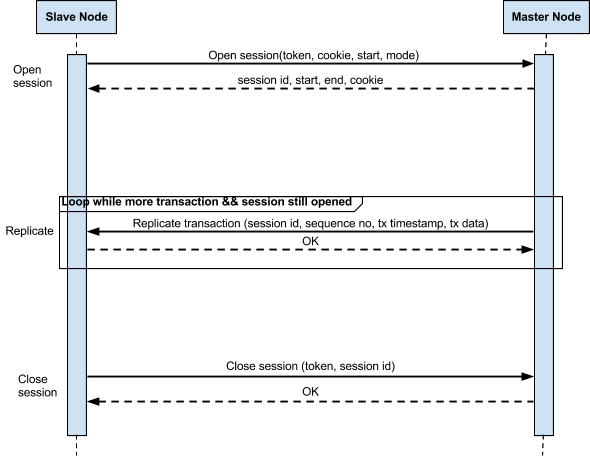 Slave Node
Master Node
Open session(token, cookie, start, mode)
Open
session
session id, start, end, cookie
Loop while more transaction && session still opened
Replicate
Replicate transaction (session id, sequence no, tx timestamp, tx data)
OK
Close session (token, session id)
Close
session
OK